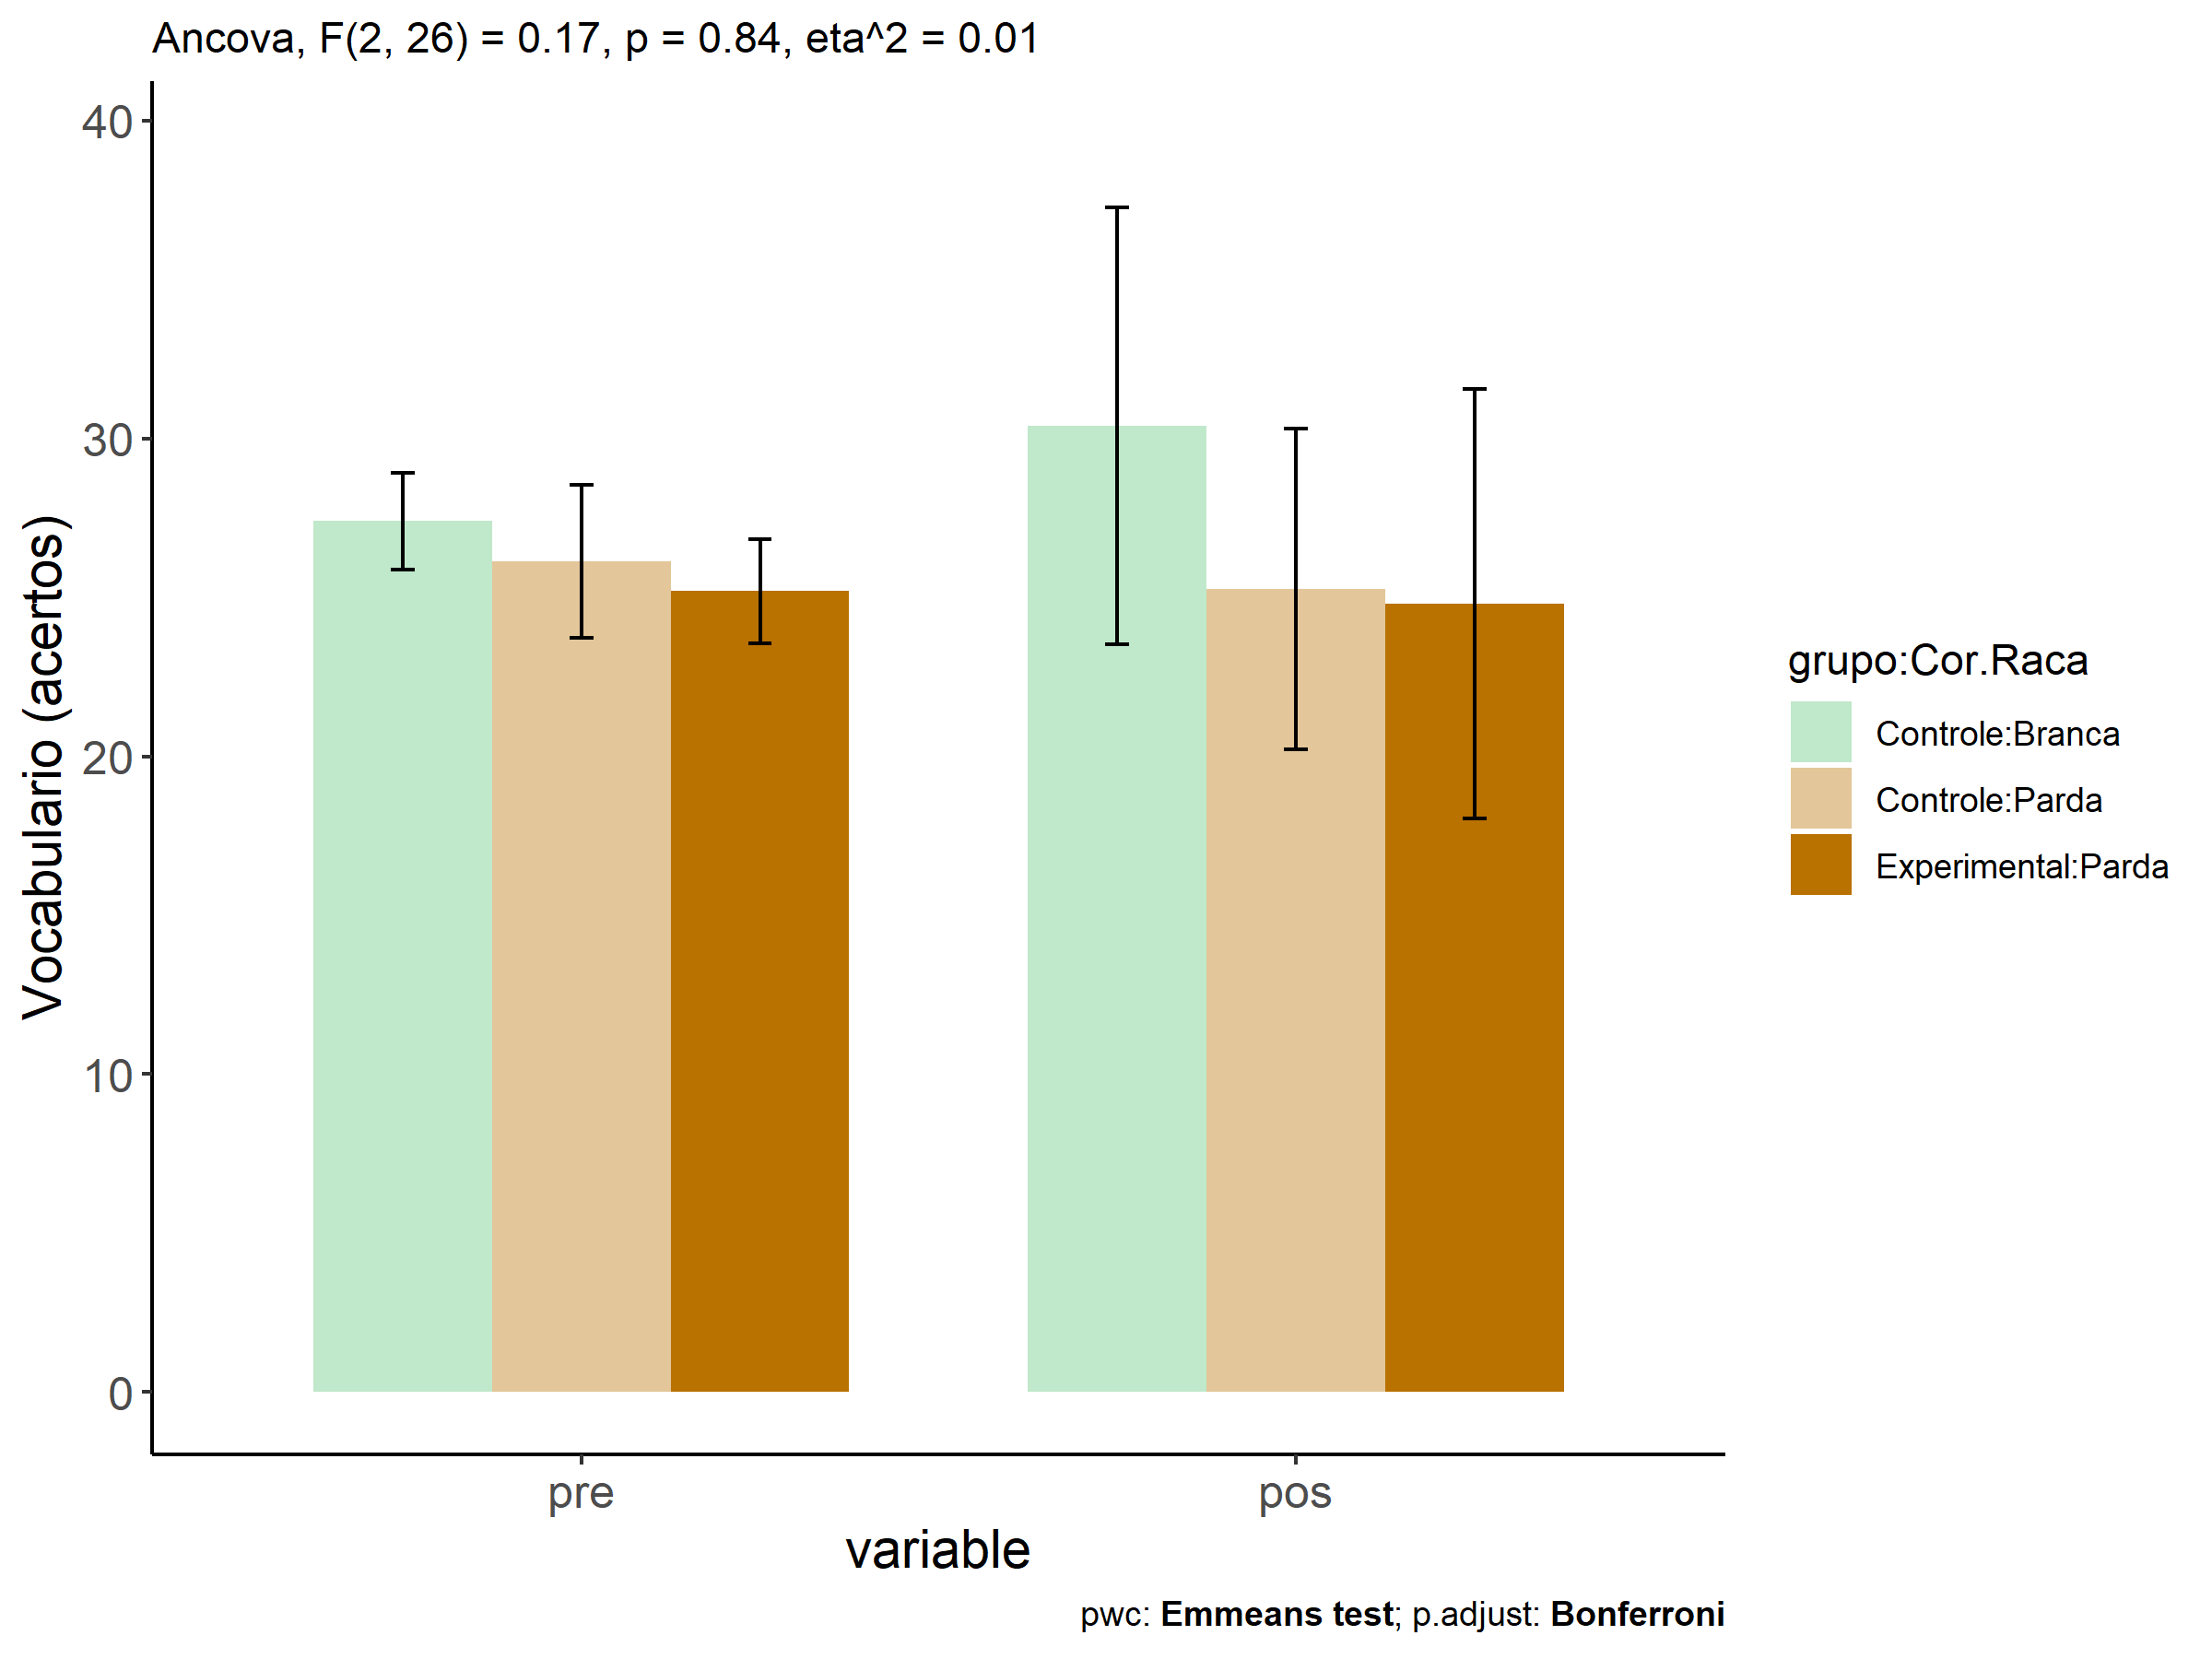 Ancova, F(2, 26) = 0.17, p = 0.84, eta^2 = 0.01
Vocabulario (acertos)
40
30
20
10
0
pre
pos
variable
grupo:Cor.Raca
Controle:Branca
Controle:Parda
Experimental:Parda
pwc: Emmeans test; p.adjust: Bonferroni